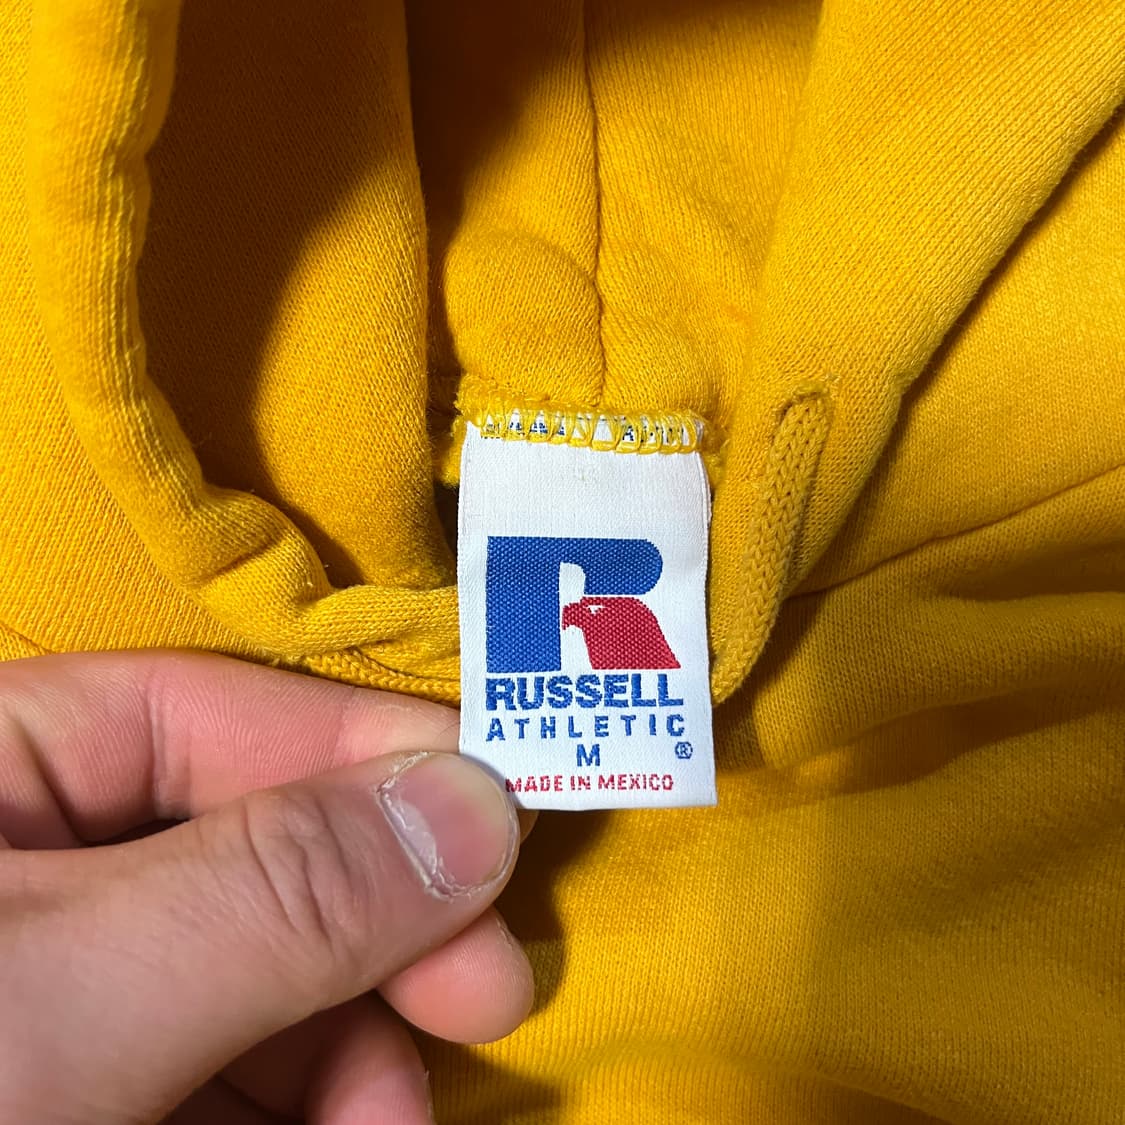 RUSSELL
ATHLETIC
M ®
MADE IN MEXICO